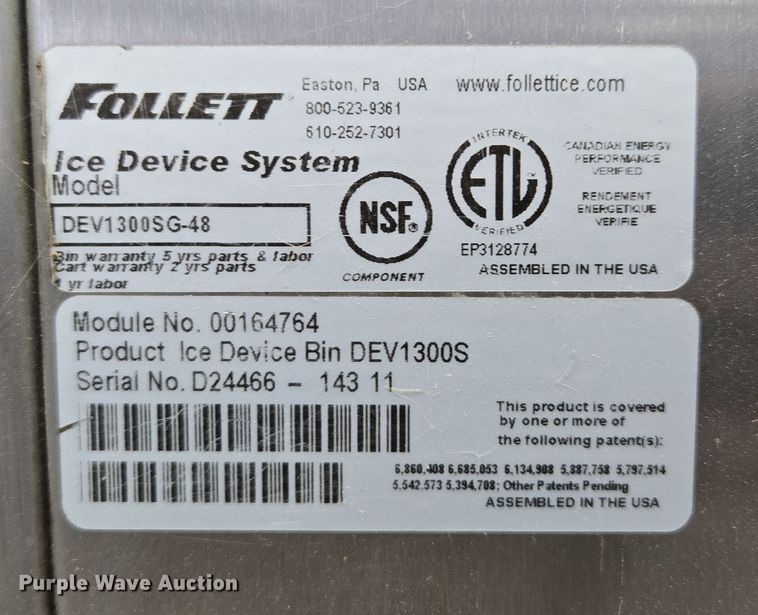 FOLLETT
Easton, Pa USA
800-523-9361
610-252-7301
www.follettice.com
Ice Device System
Model
DEV1300SG-48
Bin warranty 5 yrs parts & labor
Cart warranty 2 yrs parts
1 yr labor
NSF®
COMPONENT
INTERTEK
ETL
VERIFIED
EP3128774
CANADIAN ENERGY
PERFORMANCE
VERIFIED
RENDEMENT
ENERGETIQUE
VERIFIE
ASSEMBLED IN THE USA
Module No. 00164764
Product Ice Device Bin DEV1300S
Serial No. D24466 - 143 11
This product is covered
by one or more of
the following patent(s):
6,860,408 6,685,053 6,134,908 5,887,758 5,797,514
5,542,573 5,394,708; Other Patents Pending
ASSEMBLED IN THE USA
Purple Wave Auction